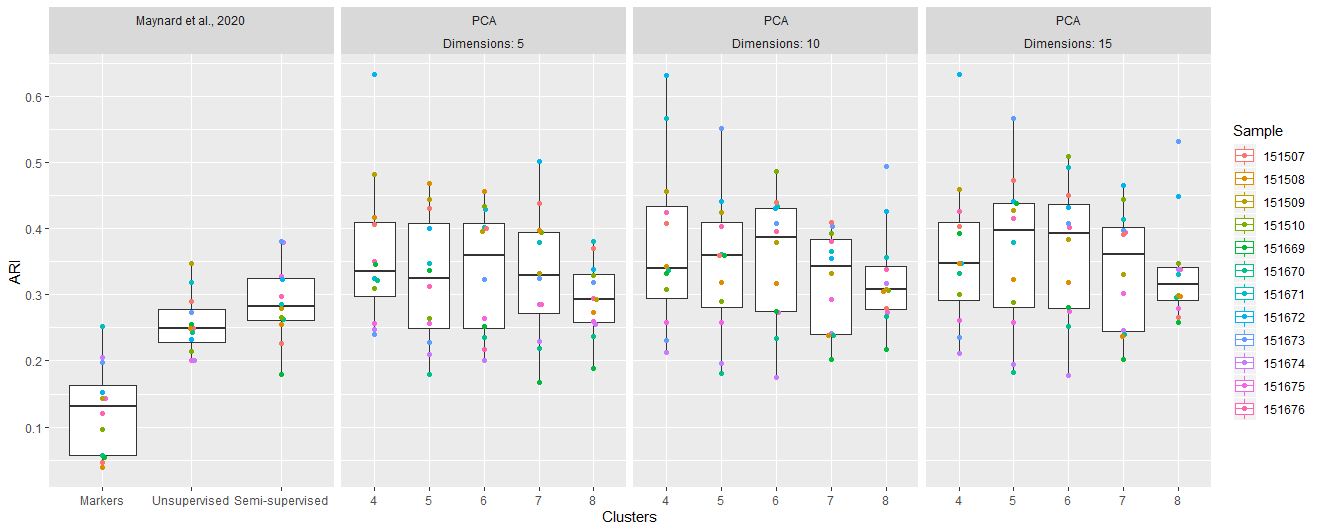 Maynard et al., 2020
PCA
Dimensions: 5
PCA
Dimensions: 10
PCA
Dimensions: 15
ARI
0.6
0.5
0.4
0.3
0.2
0.1
Markers
Unsupervised
Semi-supervised
4 5 6 7 8
4 5 6 7 8
4 5 6 7 8
Clusters
Sample
151507
151508
151509
151510
151669
151670
151671
151672
151673
151674
151675
151676